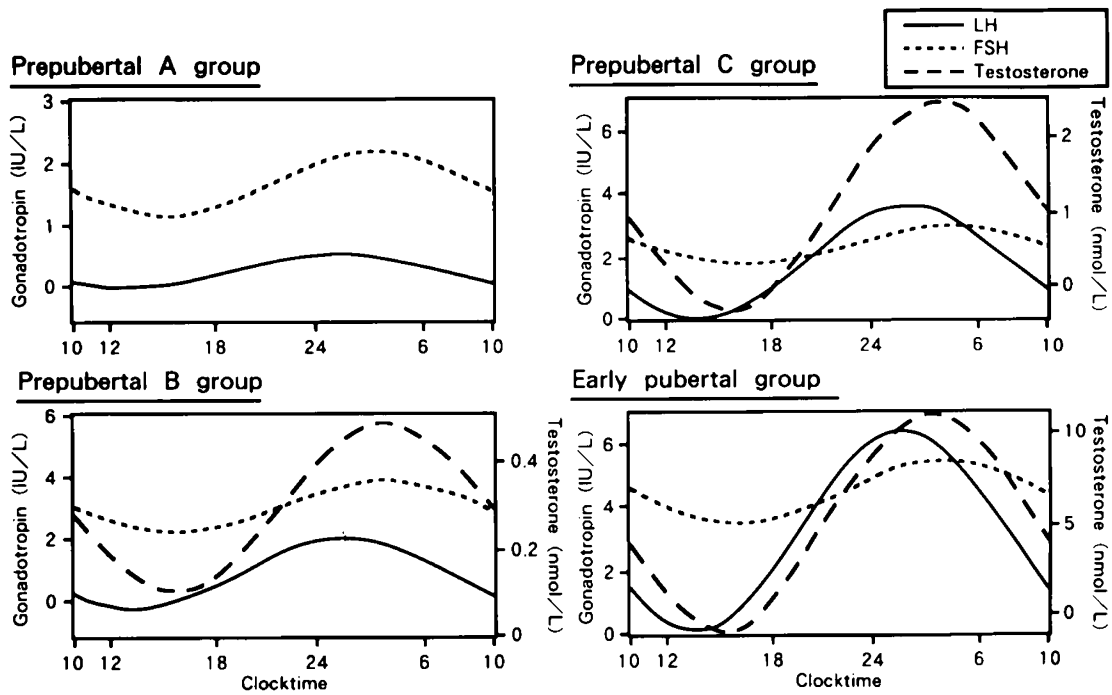 LH
FSH
Testosterone
Prepubertal A group
Gonadotropin (IU/L)
3
2
1
0
10 12 18 24 6 10
Prepubertal C group
Gonadotropin (IU/L)
6
4
2
0
Testosterone (nmol/L)
2
1
0
10 12 18 24 6 10
Prepubertal B group
Gonadotropin (IU/L)
6
4
2
0
Testosterone (nmol/L)
0.4
0.2
0
10 12 18 24 6 10
Clocktime
Early pubertal group
Gonadotropin (IU/L)
6
4
2
0
Testosterone (nmol/L)
10
5
0
10 12 18 24 6 10
Clocktime